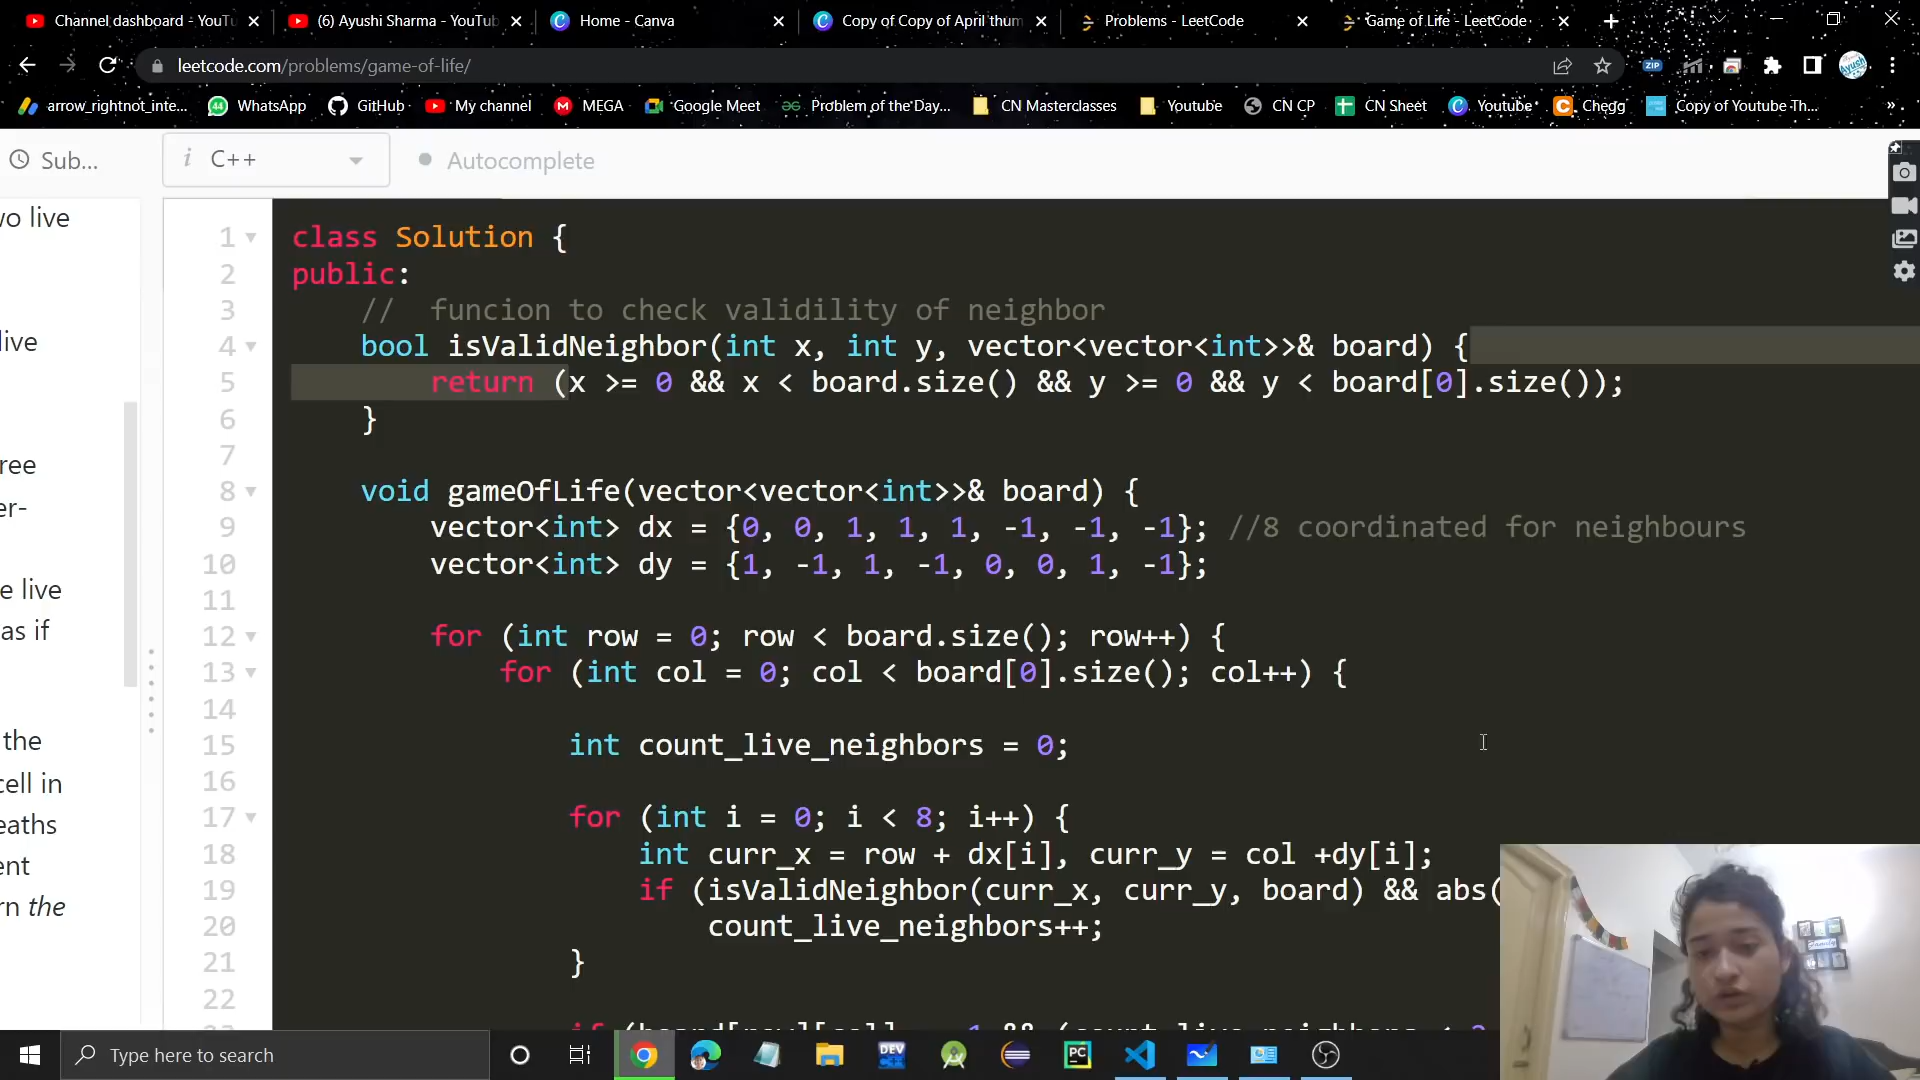 Channel dashboard - YouTu
(6) Ayushi Sharma - YouTub
Home - Canva
Copy of Copy of April thum
Problems - LeetCode
Game of Life - LeetCode
leetcode.com/problems/game-of-life/
ZIP
arrow_rightnot_inte...
WhatsApp
GitHub
My channel
MEGA
Google Meet
Problem of the Day...
CN Masterclasses
Youtube
CN CP
CN Sheet
Youtube
Chegg
Copy of Youtube Th...
»
Sub...
i C++
Autocomplete
wo live
live
ree
er-
e live
as if
the
cell in
eaths
ent
rn the
1 class Solution {
2 public:
3 // funcion to check validility of neighbor
4 bool isValidNeighbor(int x, int y, vector<vector<int>>& board) {
5 return (x >= 0 && x < board.size() && y >= 0 && y < board[0].size());
6 }
7
8 void gameOfLife(vector<vector<int>>& board) {
9 vector<int> dx = {0, 0, 1, 1, 1, -1, -1, -1}; //8 coordinated for neighbours
10 vector<int> dy = {1, -1, 1, -1, 0, 0, 1, -1};
11
12 for (int row = 0; row < board.size(); row++) {
13 for (int col = 0; col < board[0].size(); col++) {
14
15 int count_live_neighbors = 0;
16
17 for (int i = 0; i < 8; i++) {
18 int curr_x = row + dx[i], curr_y = col +dy[i];
19 if (isValidNeighbor(curr_x, curr_y, board) && abs(
20 count_live_neighbors++;
21 }
22
Type here to search
DEV
PC